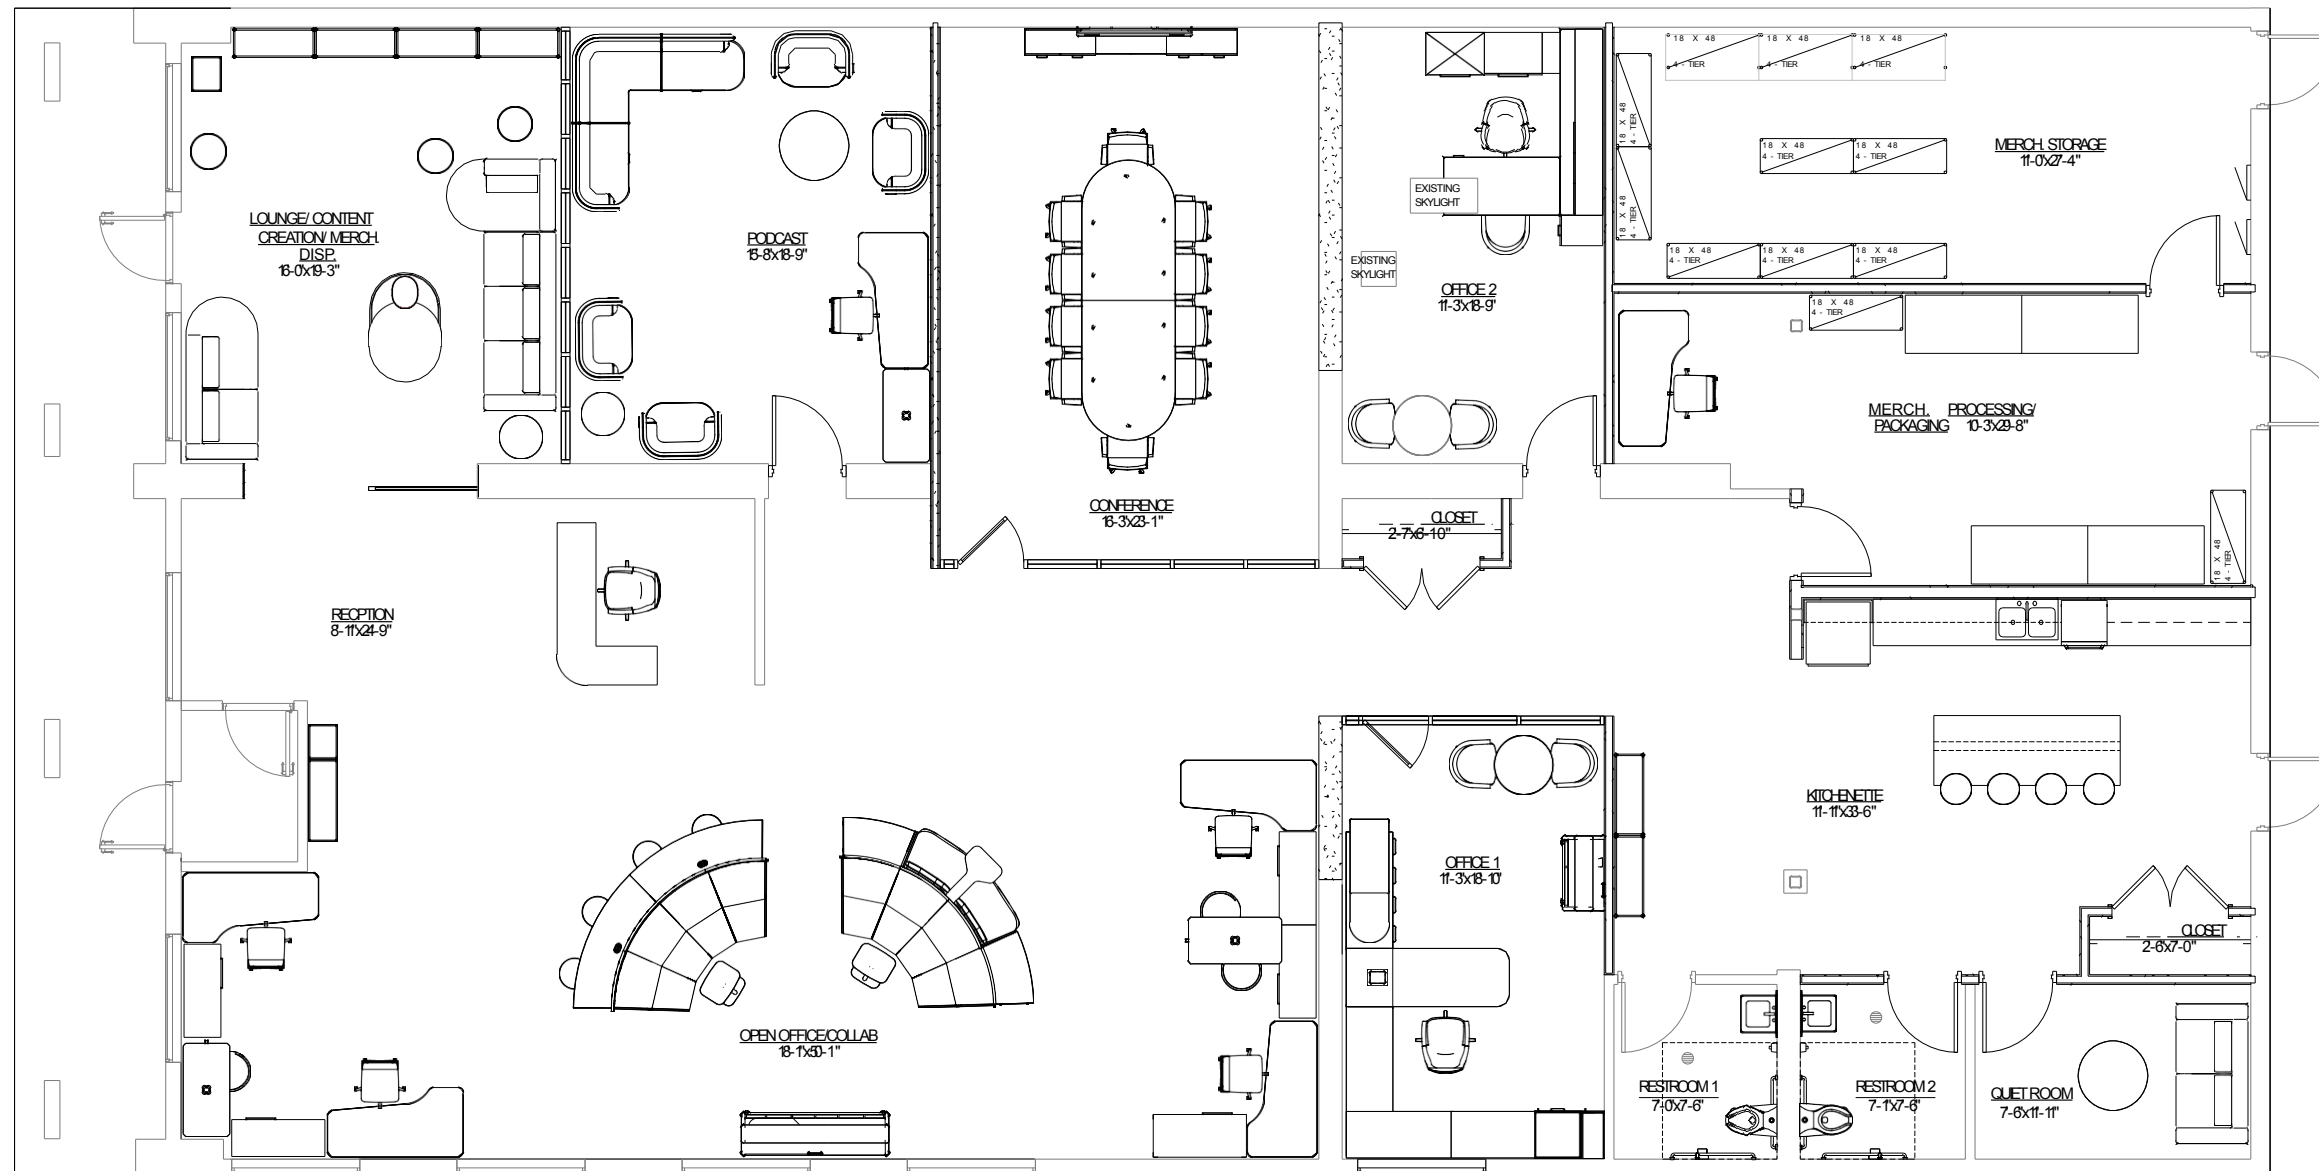 18 X 48
4 - TIER
18 X 48
4 - TIER
18 X 48
4 - TIER
18 X 48
4 - TIER
18 X 48
4 - TIER
18 X 48
4 - TIER
MERCH. STORAGE
11'-0"x27'-4"
18 X 48
4 - TIER
EXISTING
SKYLIGHT
LOUNGE/ CONTENT
CREATION/ MERCH.
DISP.
16'-0"x19'-3"
PODCAST
15'-8"x18'-9"
18 X 48
4 - TIER
18 X 48
4 - TIER
18 X 48
4 - TIER
EXISTING
SKYLIGHT
OFFICE 2
11'-3"x18'-9"
18 X 48
4 - TIER
MERCH. PROCESSING/
PACKAGING 10'-3"x29'-8"
CONFERENCE
16'-3"x23'-1"
CLOSET
2'-7"x6'-10"
18 X 48
4 - TIER
RECPTION
8'-11"x24'-9"
KITCHENETTE
11'-11"x33'-6"
OFFICE 1
11'-3"x18'-10"
CLOSET
2'-6"x7'-0"
OPEN OFFICE/COLLAB
18'-1"x50'-1"
RESTROOM 1
7'-0"x7'-6"
RESTROOM 2
7'-1"x7'-6"
QUIET ROOM
7'-6"x11'-11"